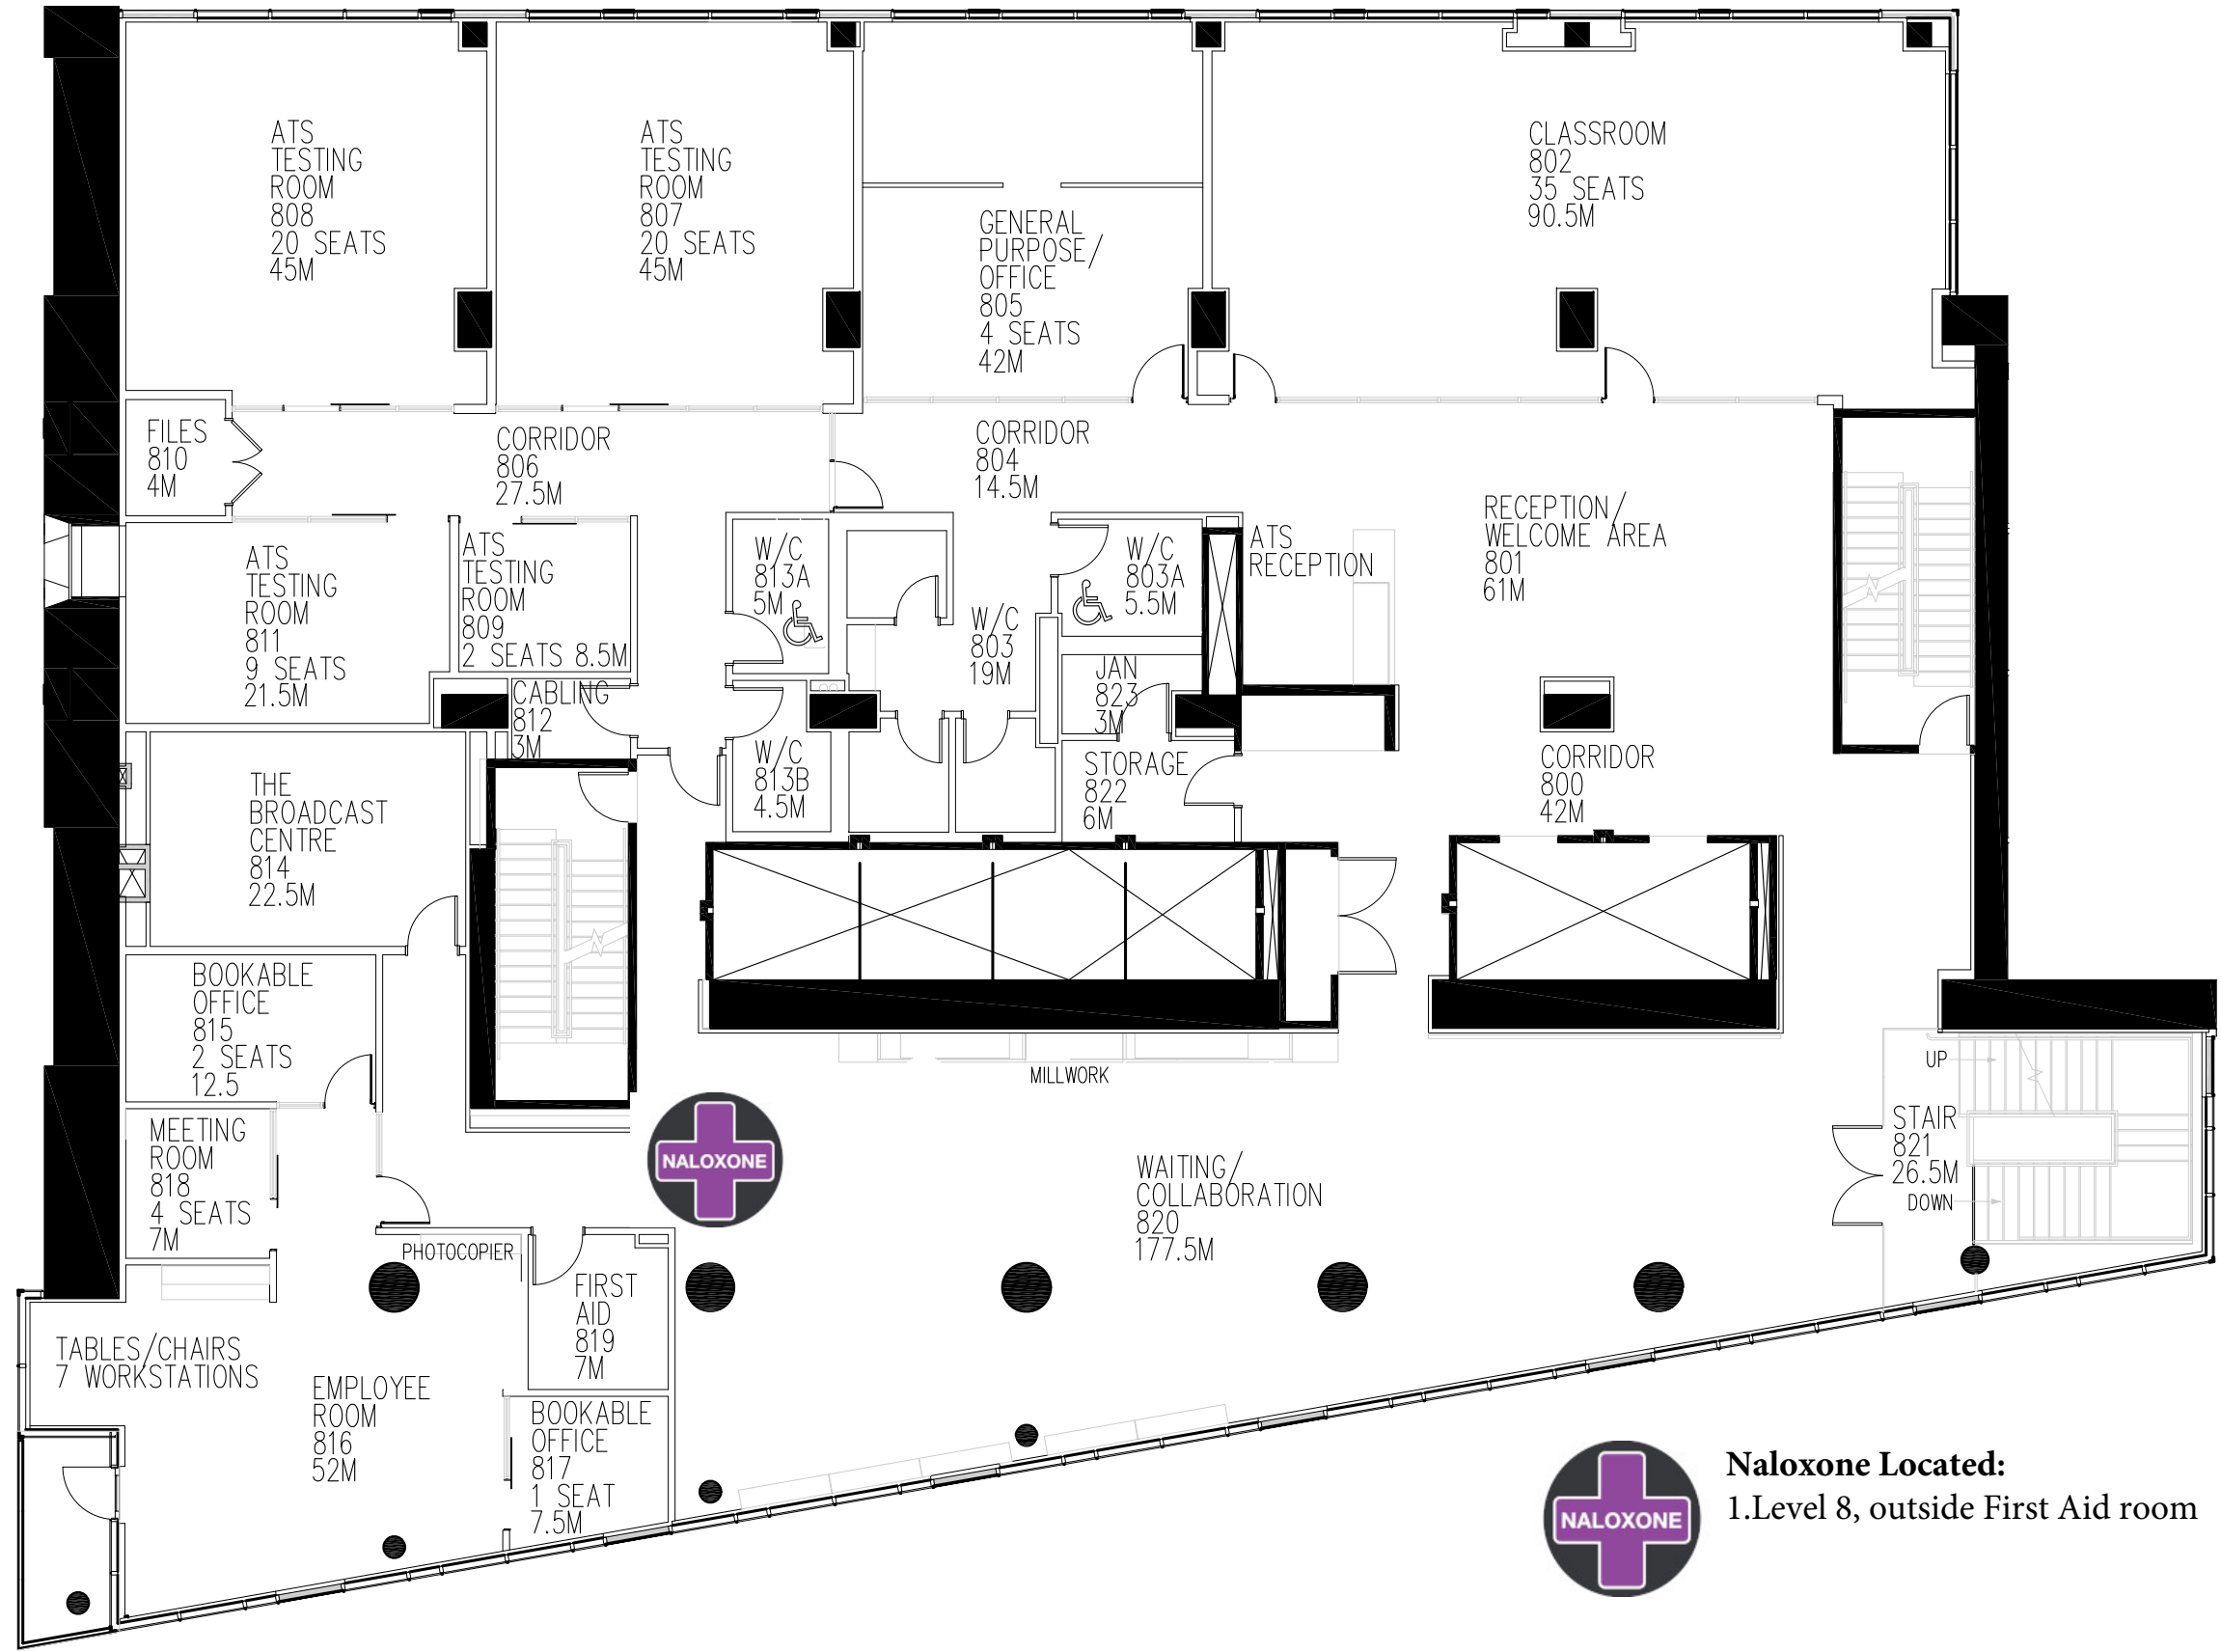 ATS
TESTING
ROOM
808
20 SEATS
45M
ATS
TESTING
ROOM
807
20 SEATS
45M
GENERAL
PURPOSE/
OFFICE
805
4 SEATS
42M
CLASSROOM
802
35 SEATS
90.5M
FILES
810
4M
CORRIDOR
806
27.5M
CORRIDOR
804
14.5M
RECEPTION/
WELCOME AREA
801
61M
ATS
RECEPTION
ATS
TESTING
ROOM
811
9 SEATS
21.5M
ATS
TESTING
ROOM
809
2 SEATS 8.5M
W/C
813A
5M
W/C
803
19M
W/C
803A
5.5M
JAN
823
3M
CABLING
812
3M
W/C
813B
4.5M
STORAGE
822
6M
CORRIDOR
800
42M
THE
BROADCAST
CENTRE
814
22.5M
BOOKABLE
OFFICE
815
2 SEATS
12.5
MILLWORK
MEETING
ROOM
818
4 SEATS
7M
NALOXONE
WAITING/
COLLABORATION
820
177.5M
UP
STAIR
821
26.5M
DOWN
PHOTOCOPIER
FIRST
AID
819
7M
TABLES/CHAIRS
7 WORKSTATIONS
EMPLOYEE
ROOM
816
52M
BOOKABLE
OFFICE
817
1 SEAT
7.5M
NALOXONE
Naloxone Located:
1.Level 8, outside First Aid room